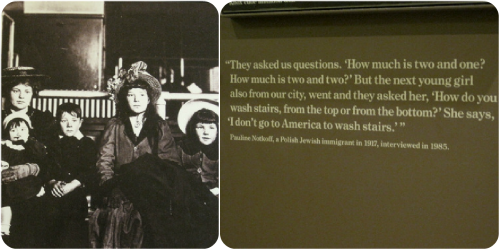 “They asked us questions. ‘How much is two and one?
How much is two and two?’ But the next young girl
also from our city, went and they asked her, ‘How do you
wash stairs, from the top or from the bottom?’ She says,
‘I don’t go to America to wash stairs.’ ”
Pauline Notkoff, a Polish Jewish immigrant in 1917, interviewed in 1985.